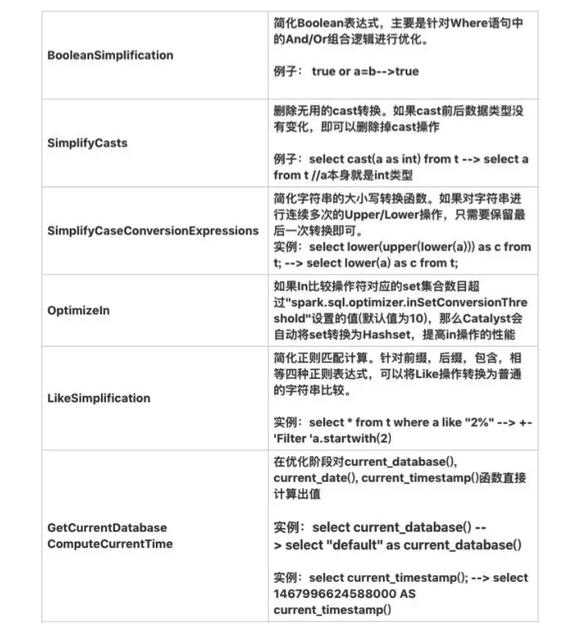 BooleanSimplification
简化Boolean表达式，主要是针对Where语句中
的And/Or组合逻辑进行优化。
例子： true or a=b-->true
SimplifyCasts
删除无用的cast转换。如果cast前后数据类型没
有变化，即可以删除掉cast操作
例子：select cast(a as int) from t --> select a
from t //a本身就是int类型
SimplifyCaseConversionExpressions
简化字符串的大小写转换函数。如果对字符串进
行连续多次的Upper/Lower操作，只需要保留最
后一次转换即可。
实例：select lower(upper(lower(a))) as c from
t; --> select lower(a) as c from t;
OptimizeIn
如果In比较操作符对应的set集合数目超
过"spark.sql.optimizer.inSetConversionThre
shold"设置的值(默认值为10)，那么Catalyst会
自动将set转换为Hashset，提高in操作的性能
LikeSimplification
简化正则匹配计算。针对前缀，后缀，包含，相
等四种正则表达式，可以将Like操作转换为普通
的字符串比较。
实例：select * from t where a like "2%" --> +-
'Filter 'a.startwith(2)
GetCurrentDatabase
ComputeCurrentTime
在优化阶段对current_database(),
current_date(), current_timestamp()函数直接
计算出值
实例：select current_database() --
> select "default" as current_database()
实例：select current_timestamp(); --> select
1467996624588000 AS
current_timestamp()